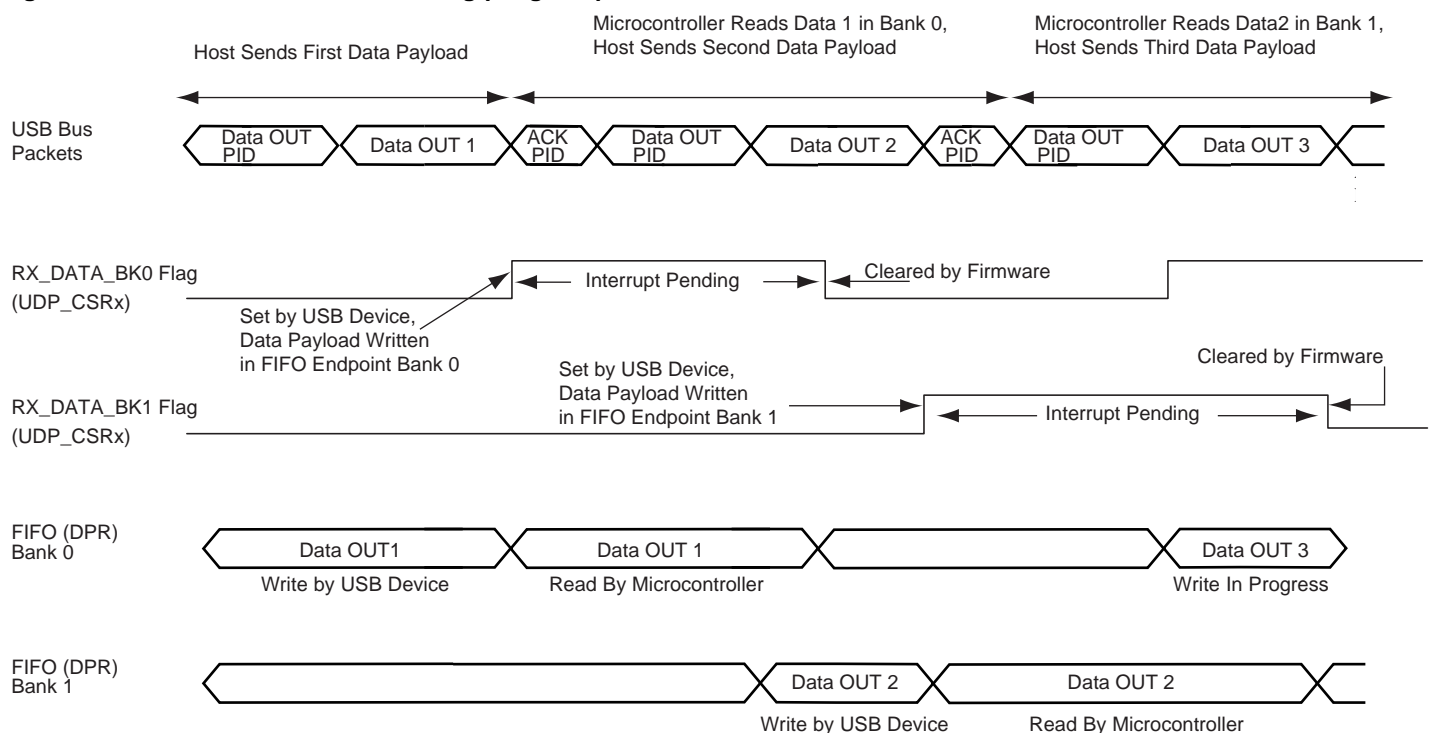 Microcontroller Reads Data 1 in Bank 0,
Host Sends Second Data Payload
Microcontroller Reads Data2 in Bank 1,
Host Sends Third Data Payload
Host Sends First Data Payload
USB Bus
Packets
Data OUT
PID
Data OUT 1
ACK
PID
Data OUT
PID
Data OUT 2
ACK
PID
Data OUT
PID
Data OUT 3
RX_DATA_BK0 Flag
(UDP_CSRx)
Interrupt Pending
Cleared by Firmware
Set by USB Device,
Data Payload Written
in FIFO Endpoint Bank 0
Set by USB Device,
Data Payload Written
in FIFO Endpoint Bank 1
Cleared by Firmware
RX_DATA_BK1 Flag
(UDP_CSRx)
Interrupt Pending
FIFO (DPR)
Bank 0
Data OUT1
Data OUT 1
Data OUT 3
Write by USB Device
Read By Microcontroller
Write In Progress
FIFO (DPR)
Bank 1
Data OUT 2
Data OUT 2
Write by USB Device
Read By Microcontroller